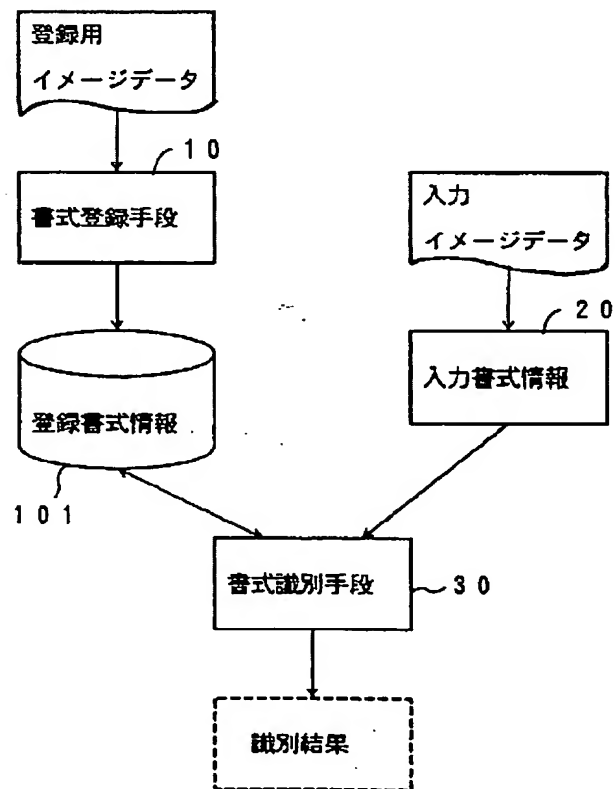 登録用
イメージデータ
10
書式登録手段
入力
イメージデータ
20
登録書式情報
入力書式情報
101
書式識別手段
30
識別結果